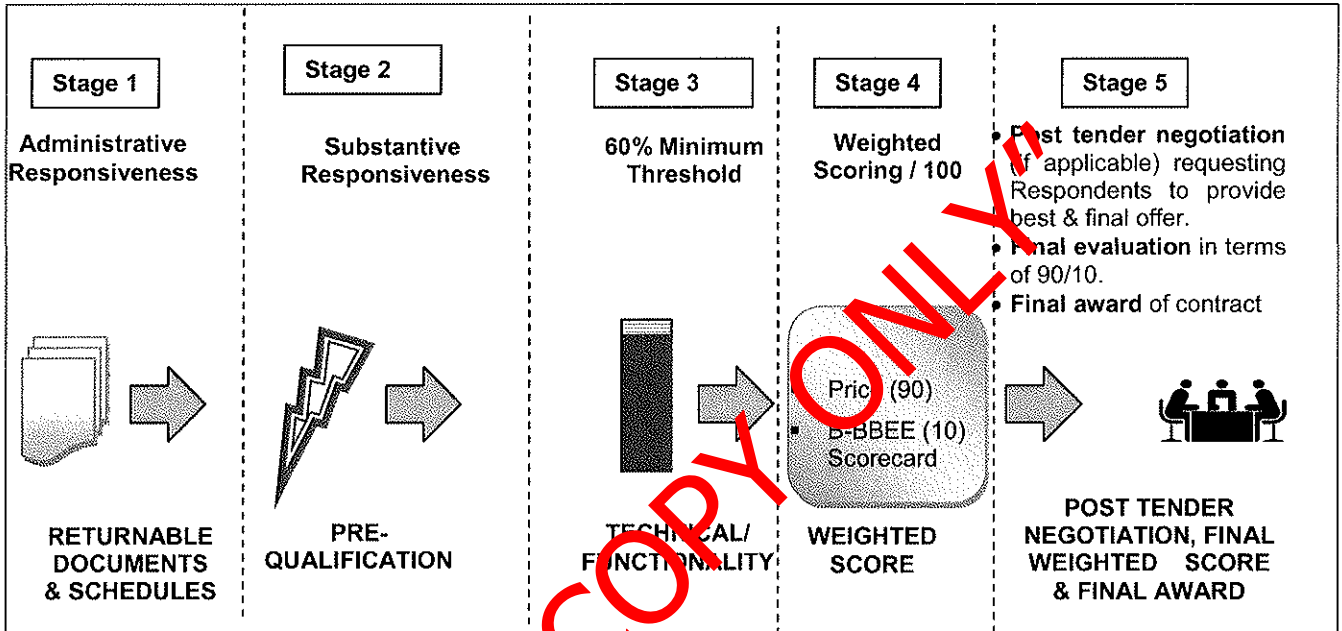 Stage 1
Administrative
Responsiveness
RETURNABLE
DOCUMENTS
& SCHEDULES
Stage 2
Substantive
Responsiveness
PRE-
QUALIFICATION
Stage 3
60% Minimum
Threshold
TECHNICAL/
FUNCTIONALITY
Stage 4
Weighted
Scoring / 100
Price (90)
▪ B-BBEE (10)
Scorecard
WEIGHTED
SCORE
Stage 5
• Post tender negotiation
(if applicable) requesting
Respondents to provide
best & final offer.
• Final evaluation in terms
of 90/10.
• Final award of contract
POST TENDER
NEGOTIATION, FINAL
WEIGHTED SCORE
& FINAL AWARD
COPY ONLY"